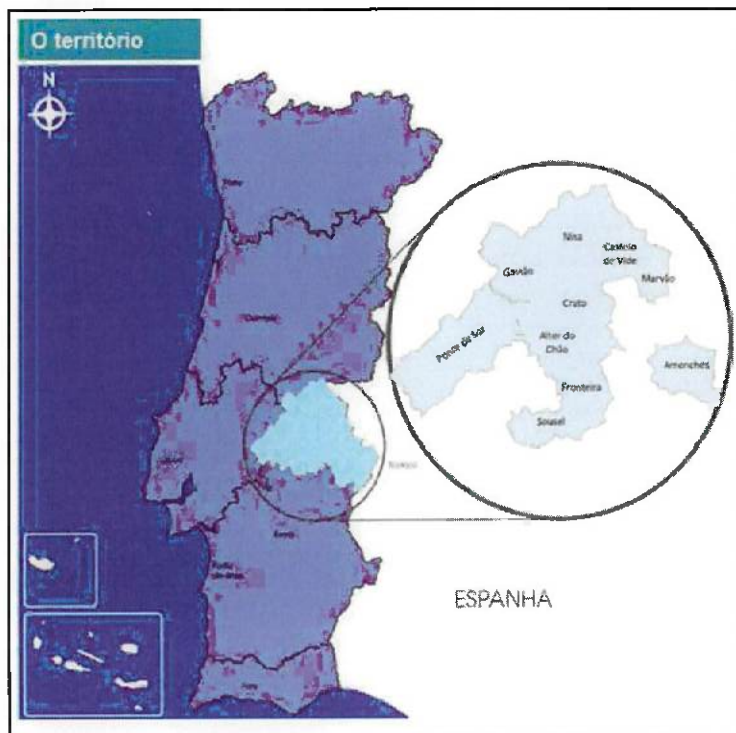 O território
N
Nisa
Castelo
de Vide
Gavião
Marvão
Crato
Ponte de Sor
Alter do
Chão
Arronches
Fronteira
Sousel
ESPANHA